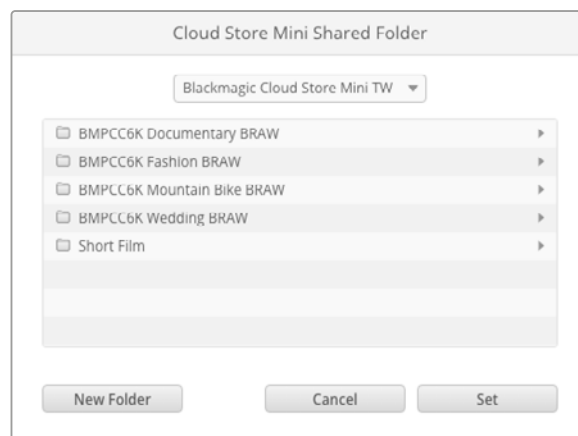 Cloud Store Mini Shared Folder
Blackmagic Cloud Store Mini TW
BMPCC6K Documentary BRAW
BMPCC6K Fashion BRAW
BMPCC6K Mountain Bike BRAW
BMPCC6K Wedding BRAW
Short Film
New Folder Cancel Set